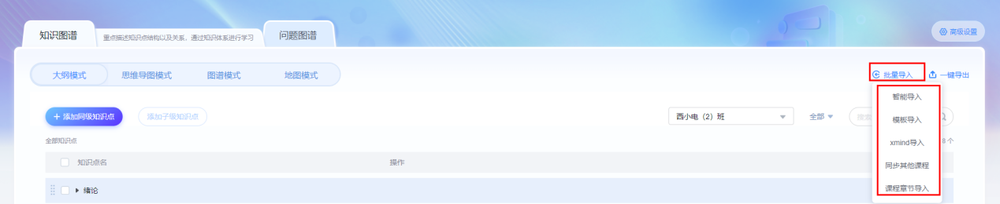 知识图谱
重点描述知识点结构以及关系，通过知识体系进行学习
问题图谱
高级设置
大纲模式
思维导图模式
图谱模式
地图模式
批量导入
一键导出
智能导入
模板导入
xmind导入
同步其他课程
课程章节导入
+ 添加同级知识点
添加子级知识点
西小电（2）班
全部
搜索
全部知识点
8 个
知识点名
操作
绪论